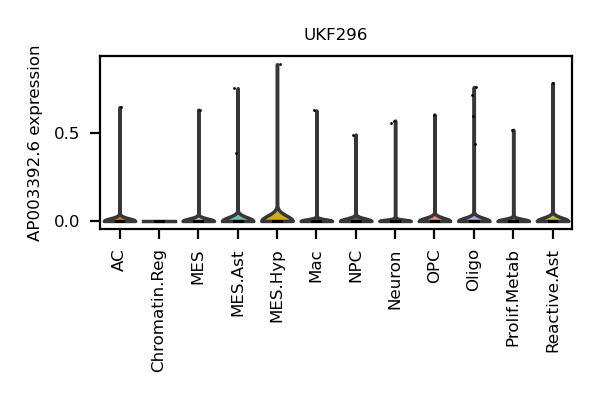 UKF296
AP003392.6 expression
0.5
0.0
AC
Chromatin.Reg
MES
MES.Ast
MES.Hyp
Mac
NPC
Neuron
OPC
Oligo
Prolif.Metab
Reactive.Ast